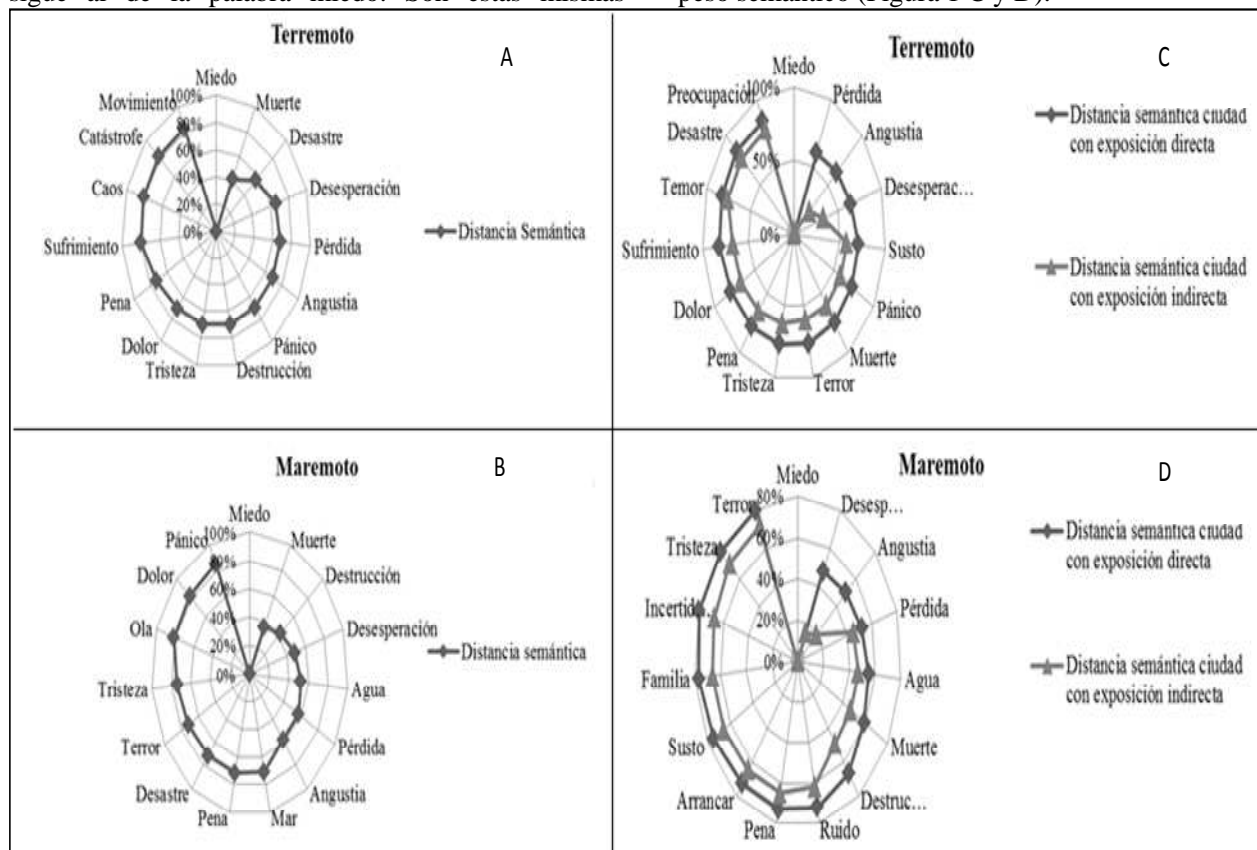 sigue al de la palabra miedo. Son estas mismas peso semántico (Figura 1 C y D).
Terremoto
A
Miedo
Muerte
Desastre
Desesperación
Pérdida
Angustia
Pánico
Destrucción
Tristeza
Dolor
Pena
Sufrimiento
Caos
Catástrofe
Movimiento
100%
80%
60%
40%
20%
0%
Distancia Semántica
Terremoto
C
Miedo
Pérdida
Angustia
Desesperac...
Susto
Pánico
Muerte
Terror
Tristeza
Pena
Dolor
Sufrimiento
Temor
Desastre
Preocupación
100%
50%
0%
Distancia semántica ciudad
con exposición directa
Distancia semántica ciudad
con exposición indirecta
Maremoto
B
Miedo
Muerte
Destrucción
Desesperación
Agua
Pérdida
Angustia
Mar
Pena
Desastre
Terror
Tristeza
Ola
Dolor
Pánico
100%
80%
60%
40%
20%
0%
Distancia semántica
Maremoto
D
Miedo
Desesp...
Angustia
Pérdida
Agua
Muerte
Destruc...
Ruido
Pena
Arrancar
Susto
Familia
Incertid...
Tristeza
Terror
80%
60%
40%
20%
0%
Distancia semántica ciudad
con exposición directa
Distancia semántica ciudad
con exposición indirecta